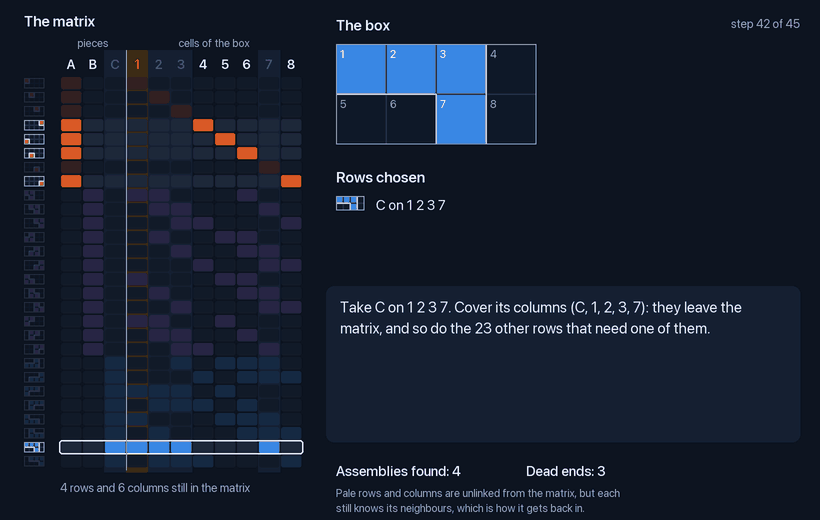 The matrix
pieces
cells of the box
A B C 1 2 3 4 5 6 7 8
4 rows and 6 columns still in the matrix
The box
step 42 of 45
1 2 3 4
5 6 7 8
Rows chosen
C on 1 2 3 7
Take C on 1 2 3 7. Cover its columns (C, 1, 2, 3, 7): they leave the
matrix, and so do the 23 other rows that need one of them.
Assemblies found: 4
Dead ends: 3
Pale rows and columns are unlinked from the matrix, but each
still knows its neighbours, which is how it gets back in.